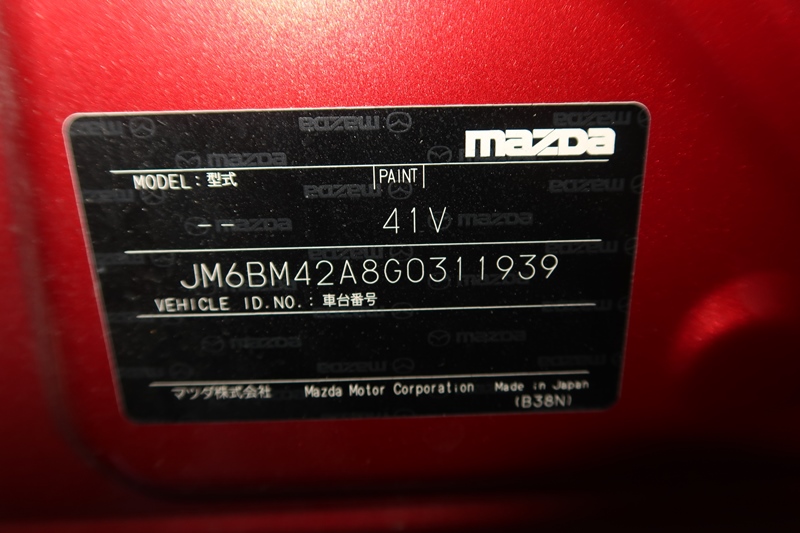 mazda
MODEL: 型式 PAINT
-- 41V
JM6BM42A8G0311939
VEHICLE ID.NO.: 車台番号
マツダ株式会社 Mazda Motor Corporation Made in Japan
(B38N)